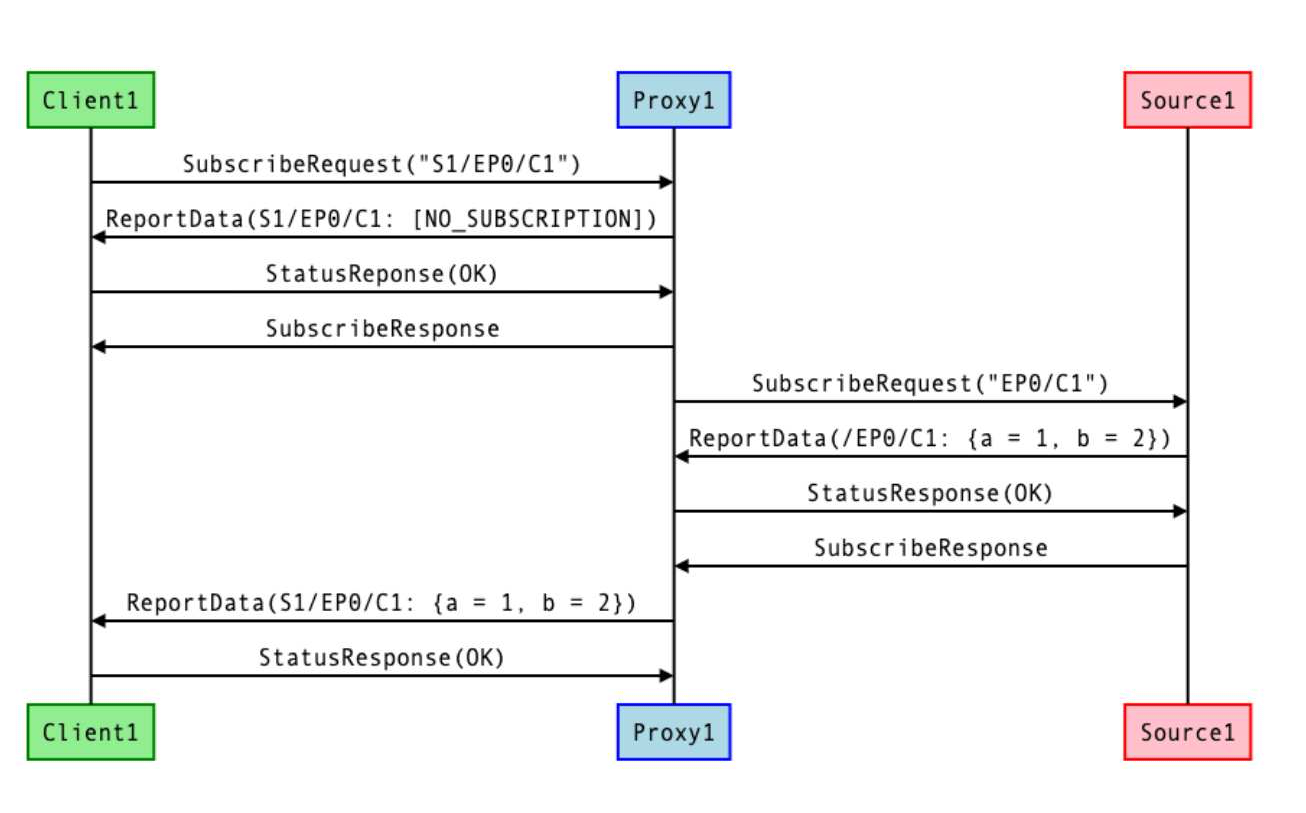 Client1 Proxy1 Source1
SubscribeRequest("S1/EP0/C1")
ReportData(S1/EP0/C1: [NO_SUBSCRIPTION])
StatusReponse(OK)
SubscribeResponse
SubscribeRequest("EP0/C1")
ReportData(/EP0/C1: {a = 1, b = 2})
StatusResponse(OK)
SubscribeResponse
ReportData(S1/EP0/C1: {a = 1, b = 2})
StatusResponse(OK)
Client1 Proxy1 Source1